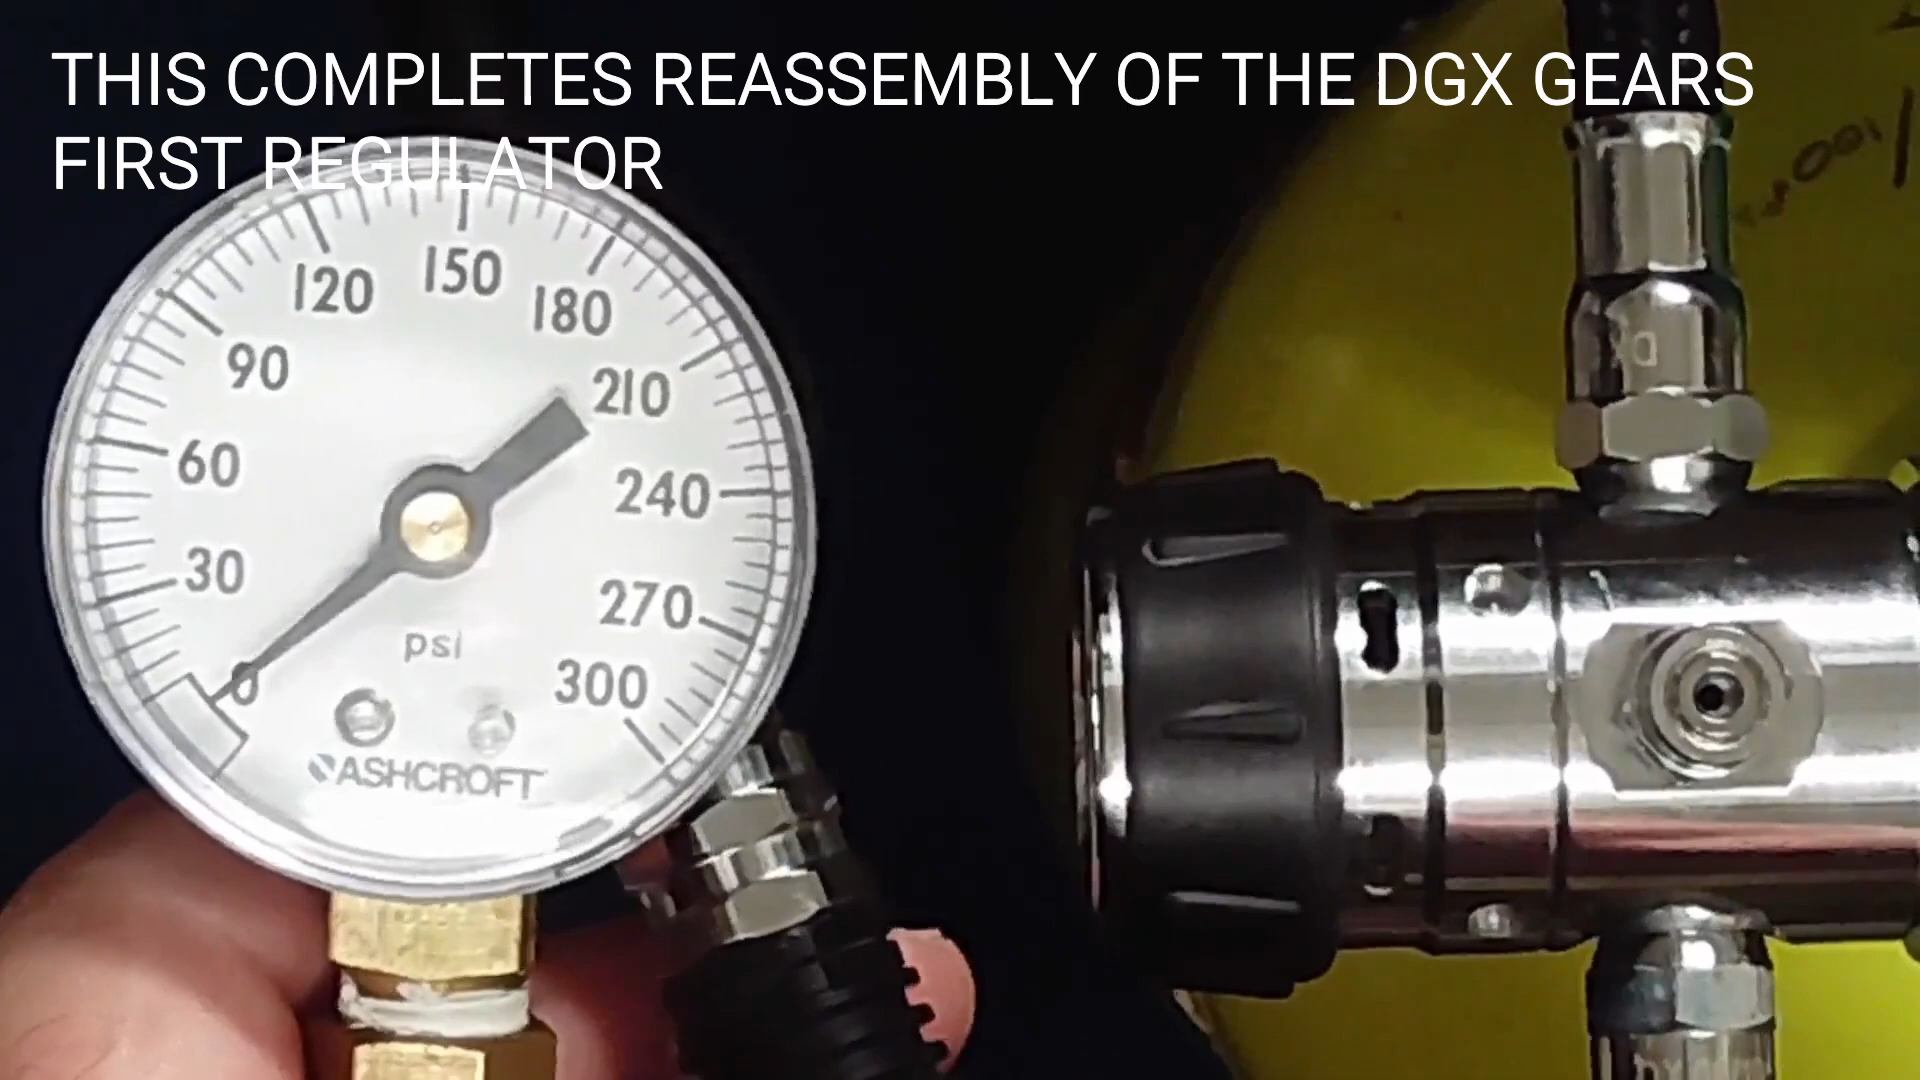 THIS COMPLETES REASSEMBLY OF THE DGX GEARS
FIRST REGULATOR
120
150
180
90
210
60
240
30
270
psi
0
300
ASHCROFT